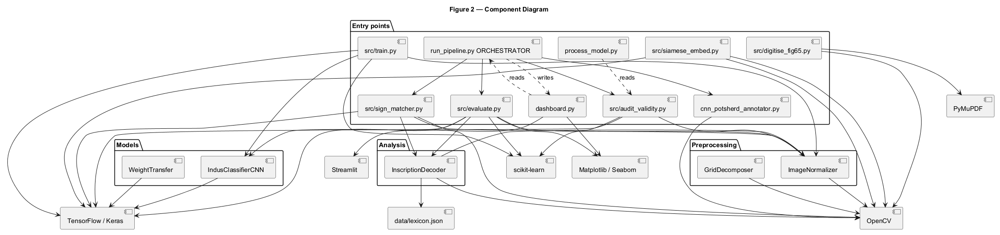 Figure 2 — Component Diagram
Entry points
src/train.py
run_pipeline.py ORCHESTRATOR
process_model.py
src/siamese_embed.py
src/digitise_fig65.py
reads
writes
reads
src/sign_matcher.py
src/evaluate.py
dashboard.py
src/audit_validity.py
cnn_potsherd_annotator.py
PyMuPDF
Models
Analysis
Preprocessing
WeightTransfer
IndusClassifierCNN
Streamlit
InscriptionDecoder
scikit-learn
Matplotlib / Seaborn
GridDecomposer
ImageNormalizer
TensorFlow / Keras
data/lexicon.json
OpenCV